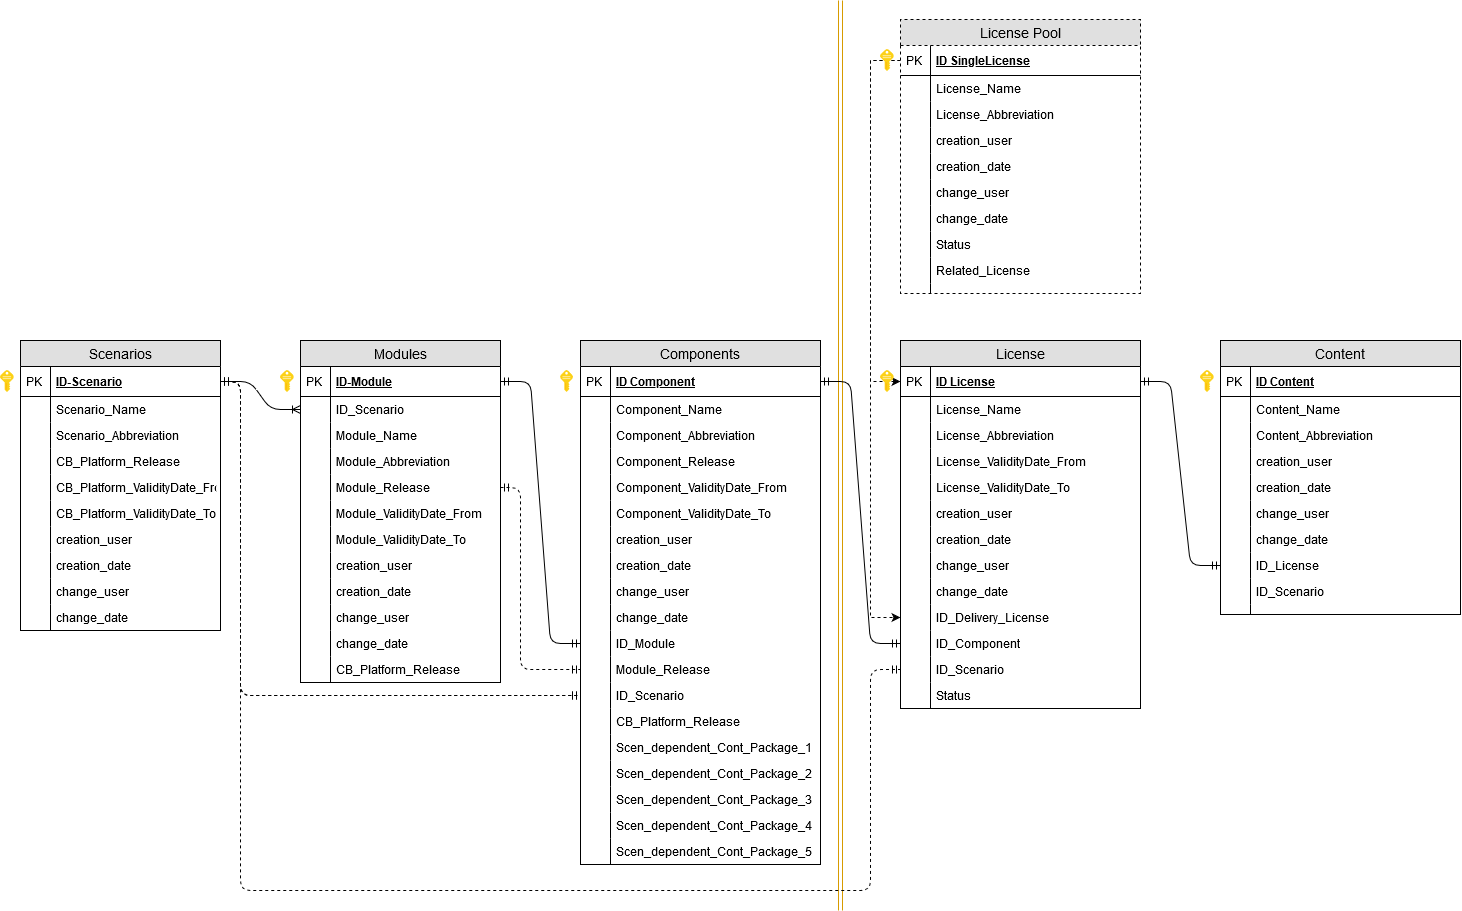 License Pool
PK ID SingleLicense
License_Name
License_Abbreviation
creation_user
creation_date
change_user
change_date
Status
Related_License
Scenarios
PK ID-Scenario
Scenario_Name
Scenario_Abbreviation
CB_Platform_Release
CB_Platform_ValidityDate_Fr
CB_Platform_ValidityDate_To
creation_user
creation_date
change_user
change_date
Modules
PK ID-Module
ID_Scenario
Module_Name
Module_Abbreviation
Module_Release
Module_ValidityDate_From
Module_ValidityDate_To
creation_user
creation_date
change_user
change_date
CB_Platform_Release
Components
PK ID Component
Component_Name
Component_Abbreviation
Component_Release
Component_ValidityDate_From
Component_ValidityDate_To
creation_user
creation_date
change_user
change_date
ID_Module
Module_Release
ID_Scenario
CB_Platform_Release
Scen_dependent_Cont_Package_1
Scen_dependent_Cont_Package_2
Scen_dependent_Cont_Package_3
Scen_dependent_Cont_Package_4
Scen_dependent_Cont_Package_5
License
PK ID License
License_Name
License_Abbreviation
License_ValidityDate_From
License_ValidityDate_To
creation_user
creation_date
change_user
change_date
ID_Delivery_License
ID_Component
ID_Scenario
Status
Content
PK ID Content
Content_Name
Content_Abbreviation
creation_user
creation_date
change_user
change_date
ID_License
ID_Scenario